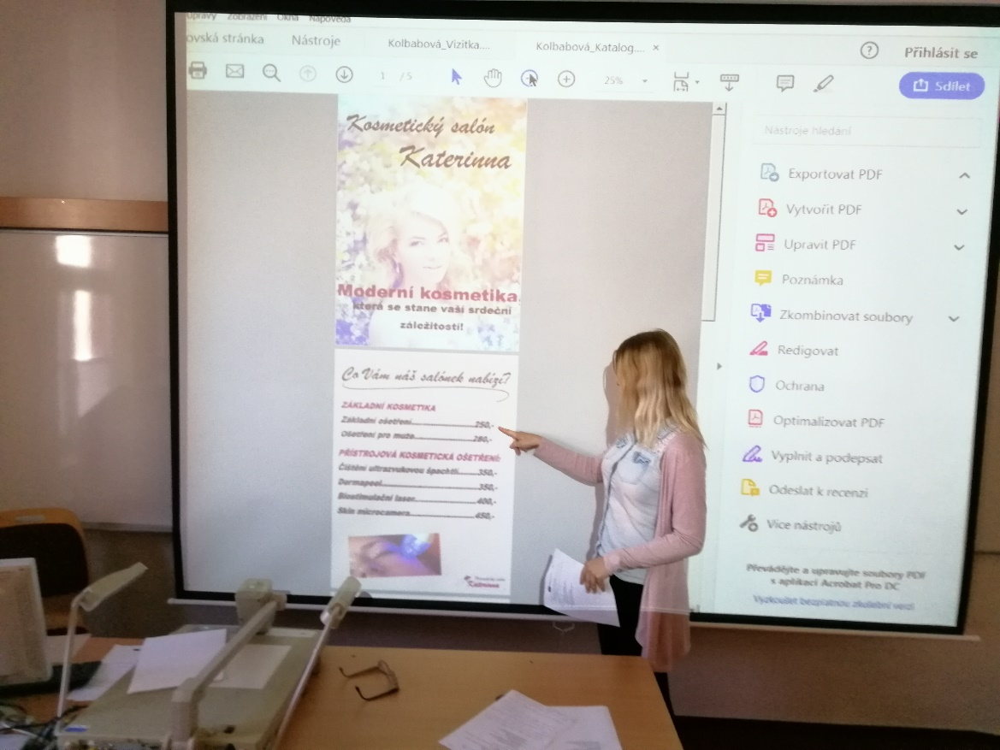 Úpravy Zobrazení Okna Nápověda
ovská stránka Nástroje Kolbabová_Vizitka.... Kolbabová_Katalog.... × ? Přihlásit se
1 / 5 25% Sdílet
Kosmetický salón
Katerinna
Moderní kosmetika,
která se stane vaší srdeční
záležitostí!
Co Vám náš salónek nabízí?
ZÁKLADNÍ KOSMETIKA
Základní ošetření..................250,-
Ošetření pro muže..................280,-
PŘÍSTROJOVÁ KOSMETICKÁ OŠETŘENÍ:
Čištění ultrazvukovou špachtlí......350,-
Dermapeel..................350,-
Biostimulační laser..................400,-
Skin microcamera..................450,-
Katerinna
Nástroje hledání
Exportovat PDF
Vytvořit PDF
Upravit PDF
Poznámka
Zkombinovat soubory
Redigovat
Ochrana
Optimalizovat PDF
Vyplnit a podepsat
Odeslat k recenzi
Více nástrojů
Převádějte a upravujte soubory PDF
s aplikací Acrobat Pro DC
Vyzkoušet bezplatnou zkušební verzi